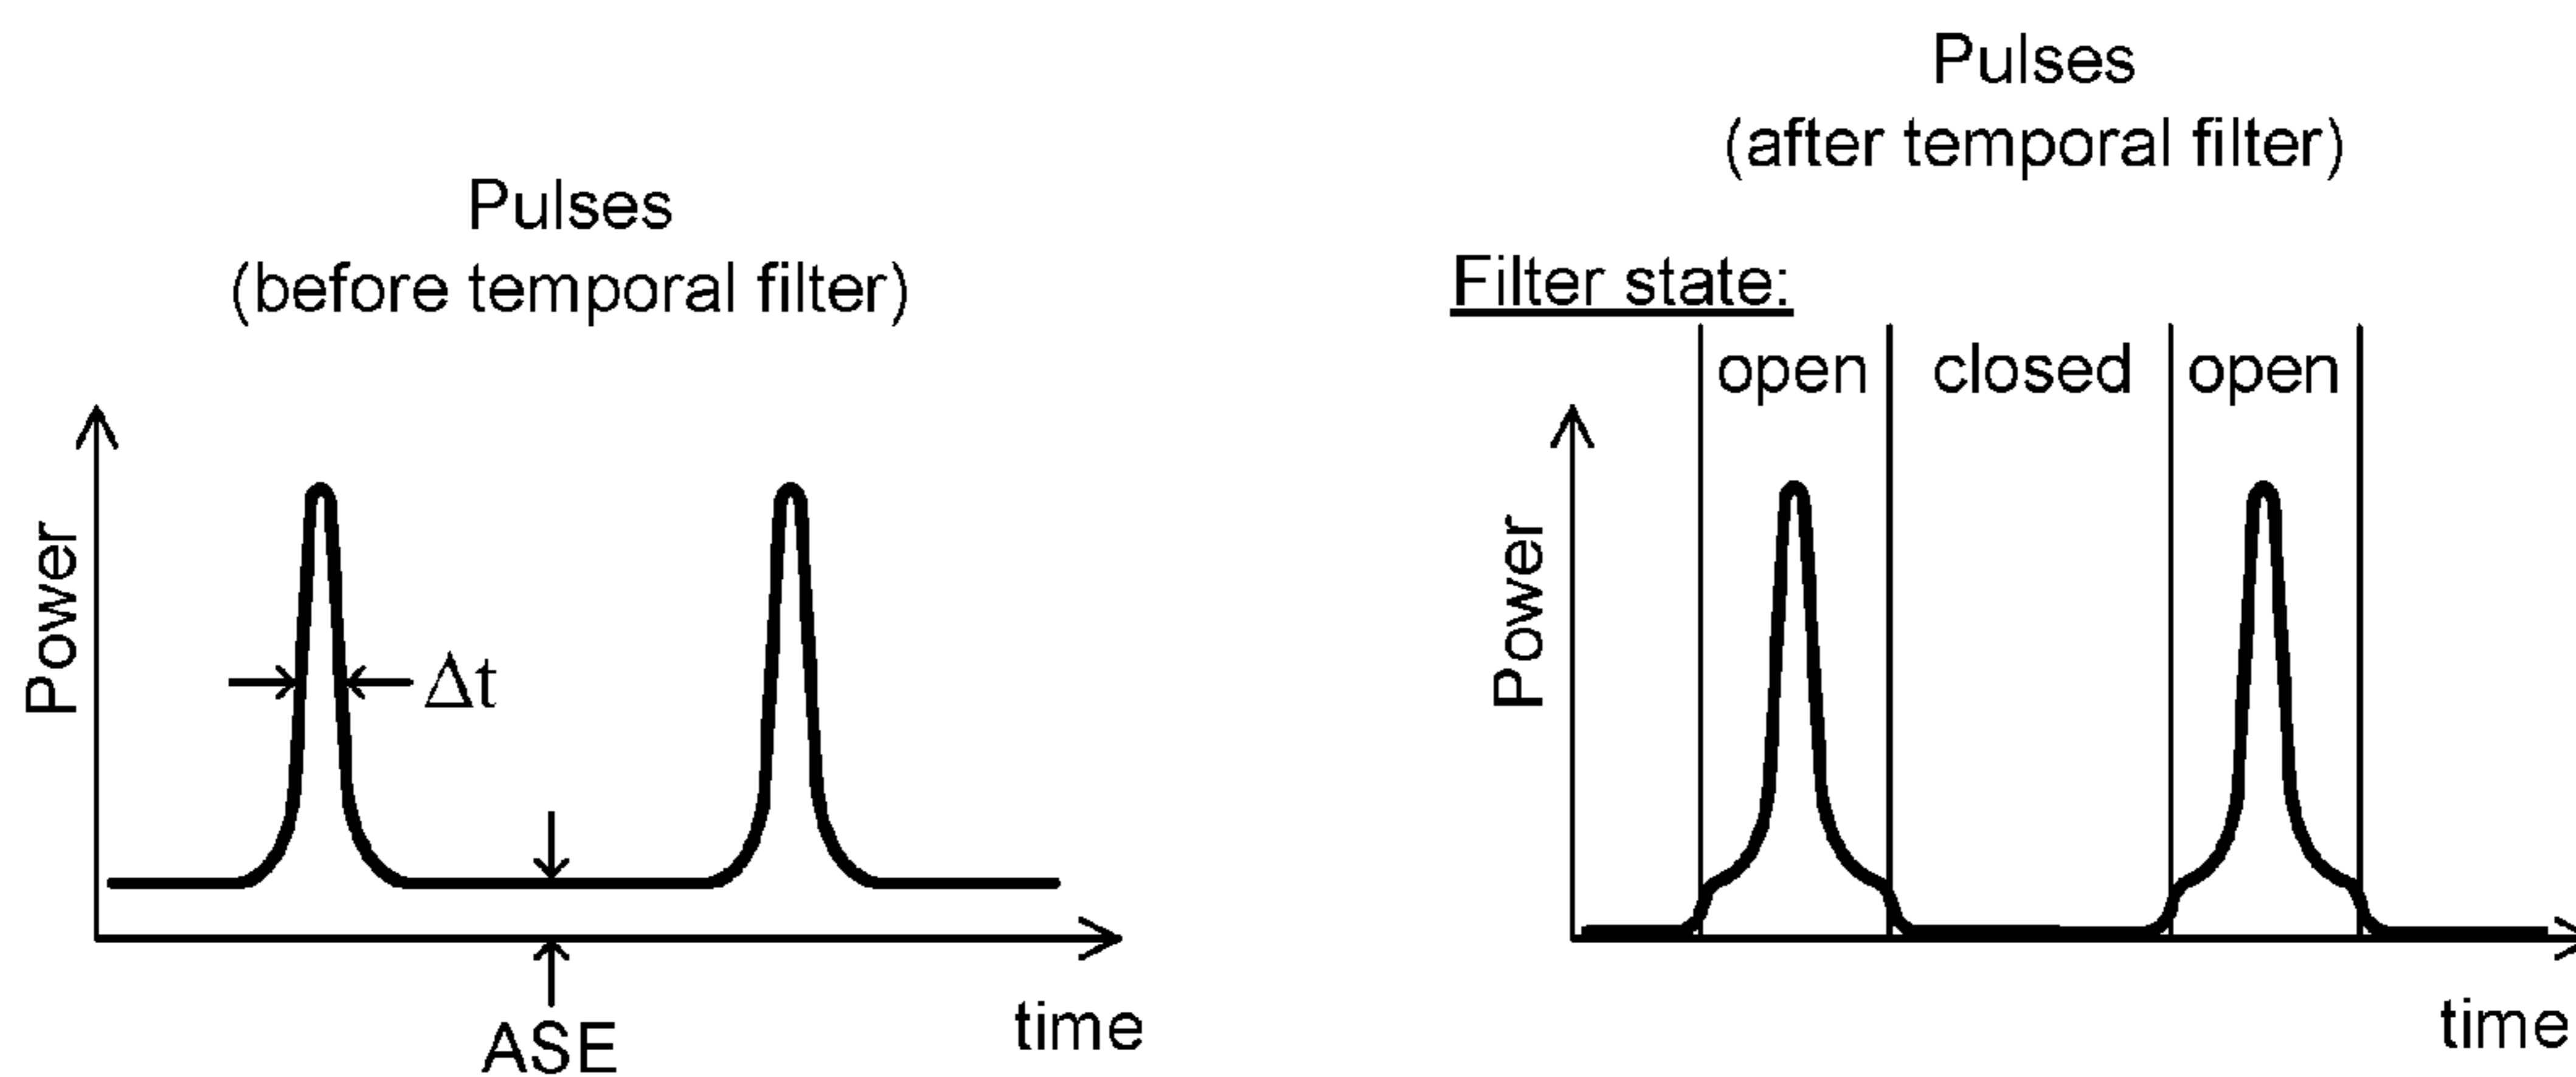 Pulses
(before temporal filter)
Power
Δt
ASE
time
Pulses
(after temporal filter)
Filter state:
open closed open
Power
time